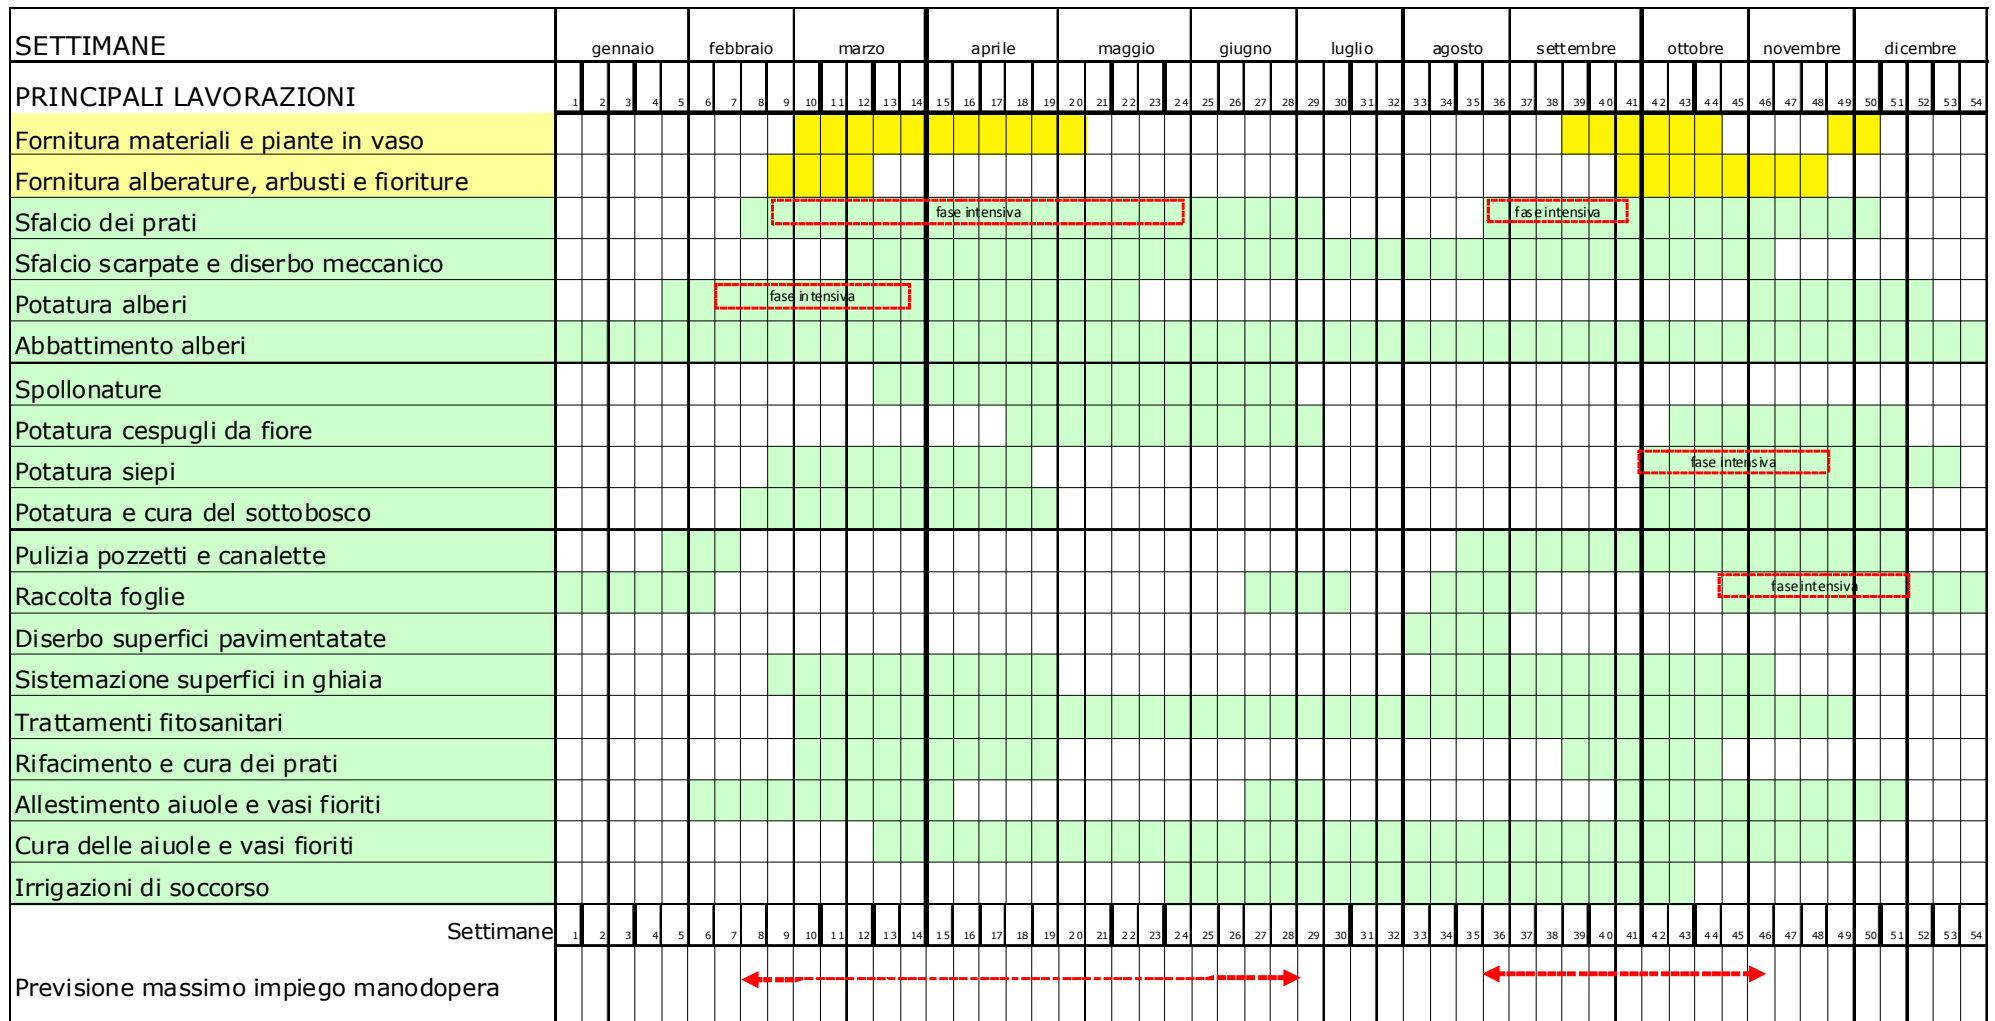 SETTIMANE gennaio febbraio marzo aprile maggio giugno luglio agosto settembre ottobre novembre dicembre
PRINCIPALI LAVORAZIONI 1 2 3 4 5 6 7 8 9 10 11 12 13 14 15 16 17 18 19 20 21 22 23 24 25 26 27 28 29 30 31 32 33 34 35 36 37 38 39 40 41 42 43 44 45 46 47 48 49 50 51 52 53 54
Fornitura materiali e piante in vaso
Fornitura alberature, arbusti e fioriture
Sfalcio dei prati fase intensiva fase intensiva
Sfalcio scarpate e diserbo meccanico
Potatura alberi fase intensiva
Abbattimento alberi
Spollonature
Potatura cespugli da fiore
Potatura siepi fase intensiva
Potatura e cura del sottobosco
Pulizia pozzetti e canalette
Raccolta foglie fase intensiva
Diserbo superfici pavimentatate
Sistemazione superfici in ghiaia
Trattamenti fitosanitari
Rifacimento e cura dei prati
Allestimento aiuole e vasi fioriti
Cura delle aiuole e vasi fioriti
Irrigazioni di soccorso
Settimane 1 2 3 4 5 6 7 8 9 10 11 12 13 14 15 16 17 18 19 20 21 22 23 24 25 26 27 28 29 30 31 32 33 34 35 36 37 38 39 40 41 42 43 44 45 46 47 48 49 50 51 52 53 54
Previsione massimo impiego manodopera